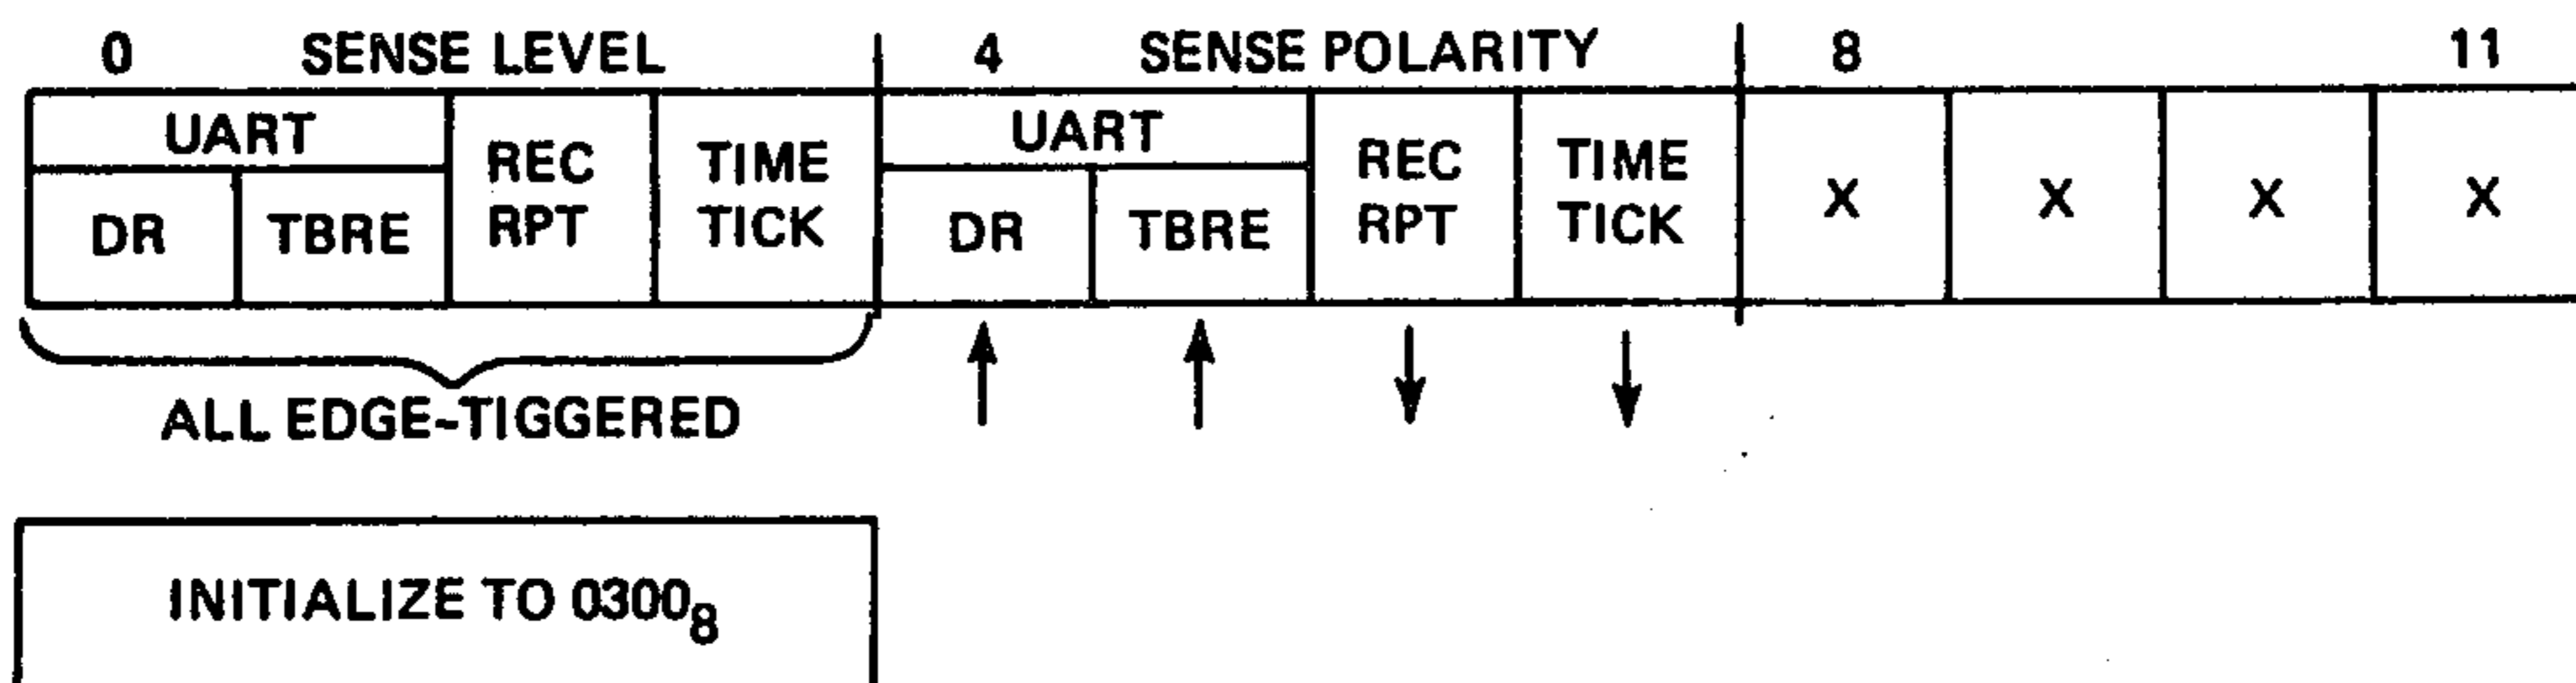 0 SENSE LEVEL 4 SENSE POLARITY 8 11
UART REC RPT TIME TICK UART REC RPT TIME TICK X X X X
DR TBRE DR TBRE
ALL EDGE-TIGGERED
INITIALIZE TO 0300₈